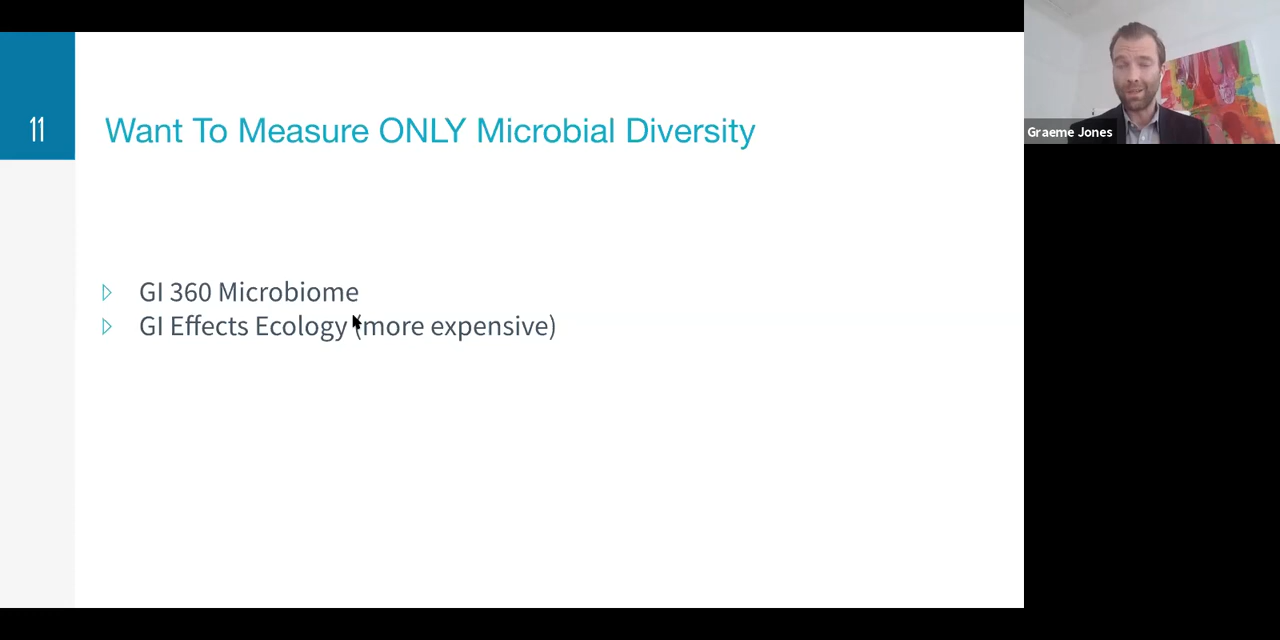 11
Want To Measure ONLY Microbial Diversity
GI 360 Microbiome
GI Effects Ecology (more expensive)
Graeme Jones